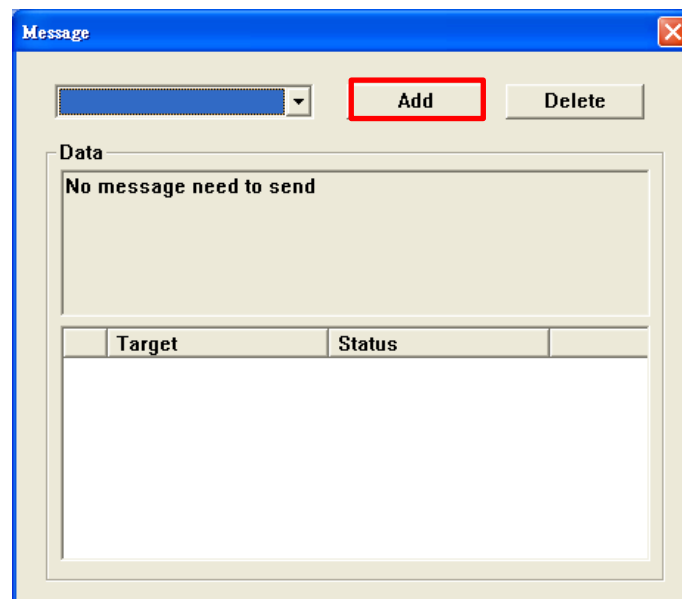 Message
Add Delete
Data
No message need to send
Target Status